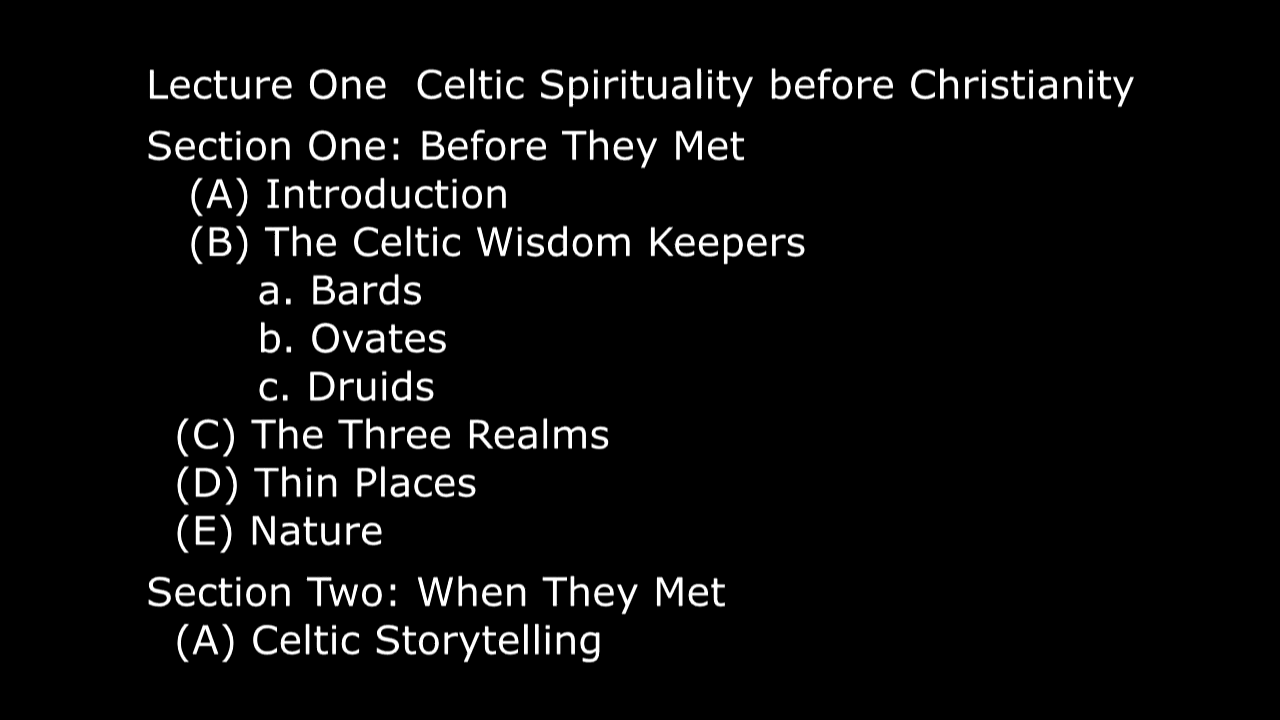 Lecture One  Celtic Spirituality before Christianity
Section One: Before They Met
(A) Introduction
(B) The Celtic Wisdom Keepers
a. Bards
b. Ovates
c. Druids
(C) The Three Realms
(D) Thin Places
(E) Nature
Section Two: When They Met
(A) Celtic Storytelling